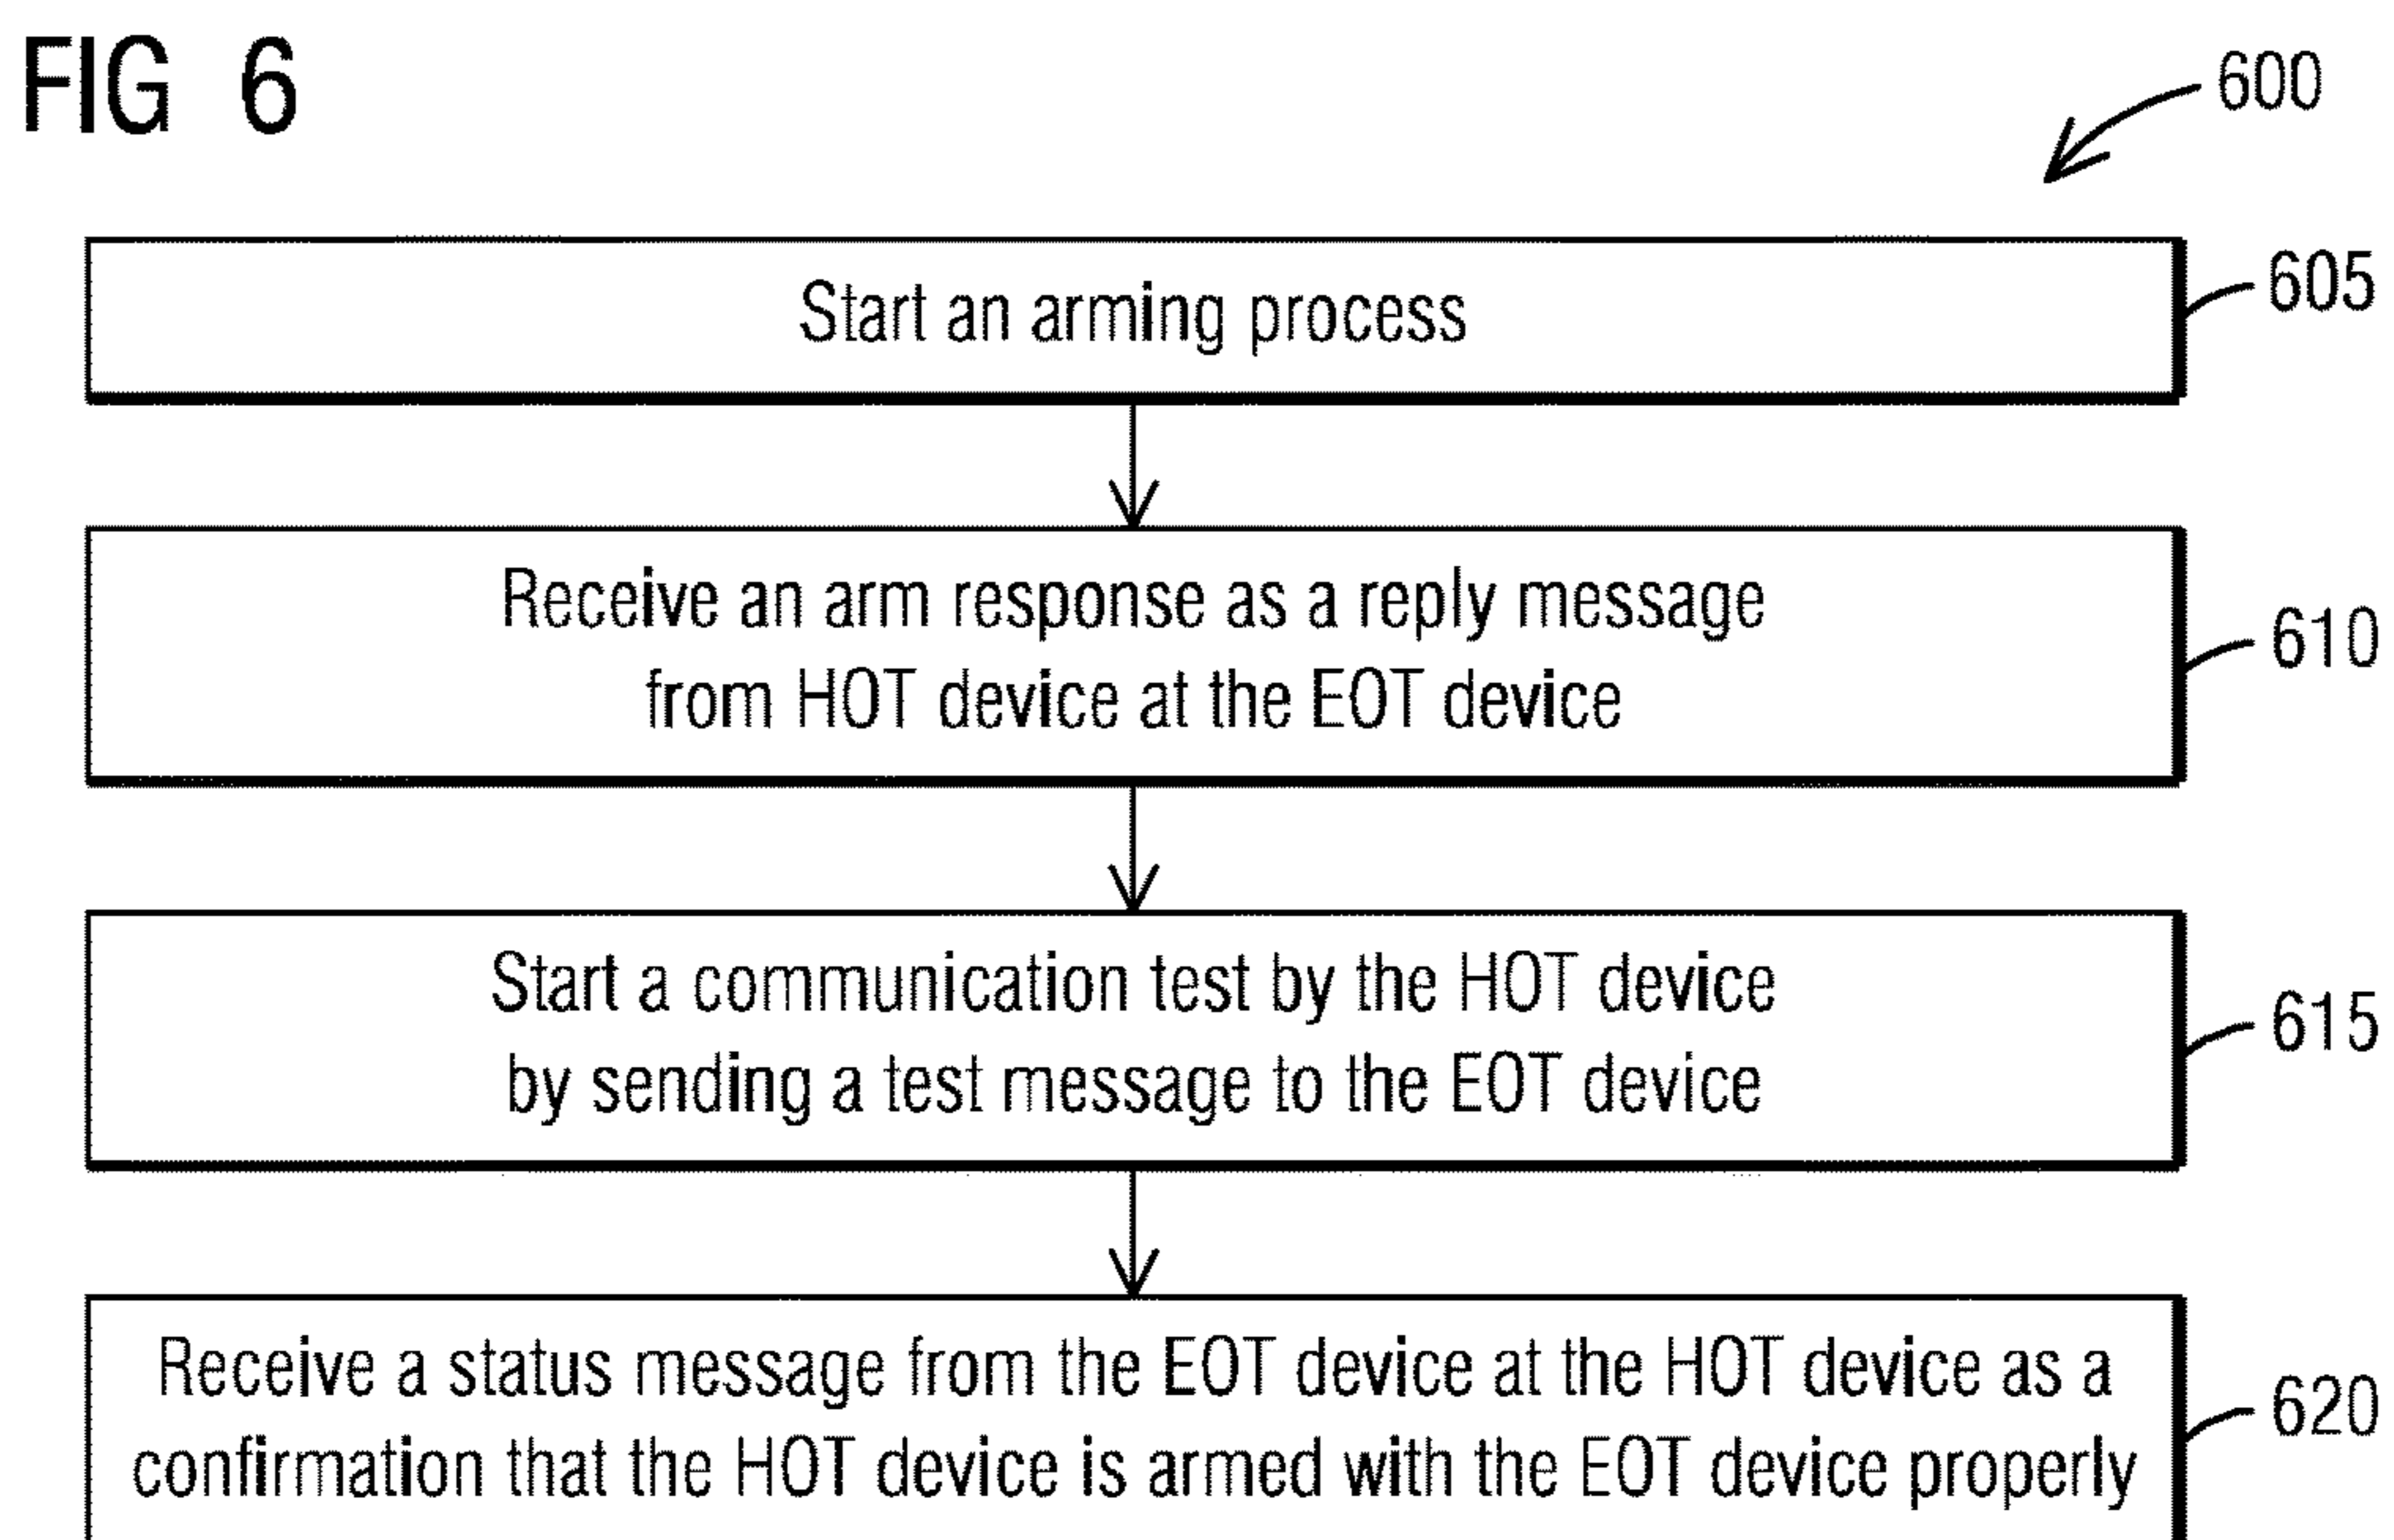 FIG 6
600
Start an arming process
605
Receive an arm response as a reply message
from HOT device at the EOT device
610
Start a communication test by the HOT device
by sending a test message to the EOT device
615
Receive a status message from the EOT device at the HOT device as a
confirmation that the HOT device is armed with the EOT device properly
620